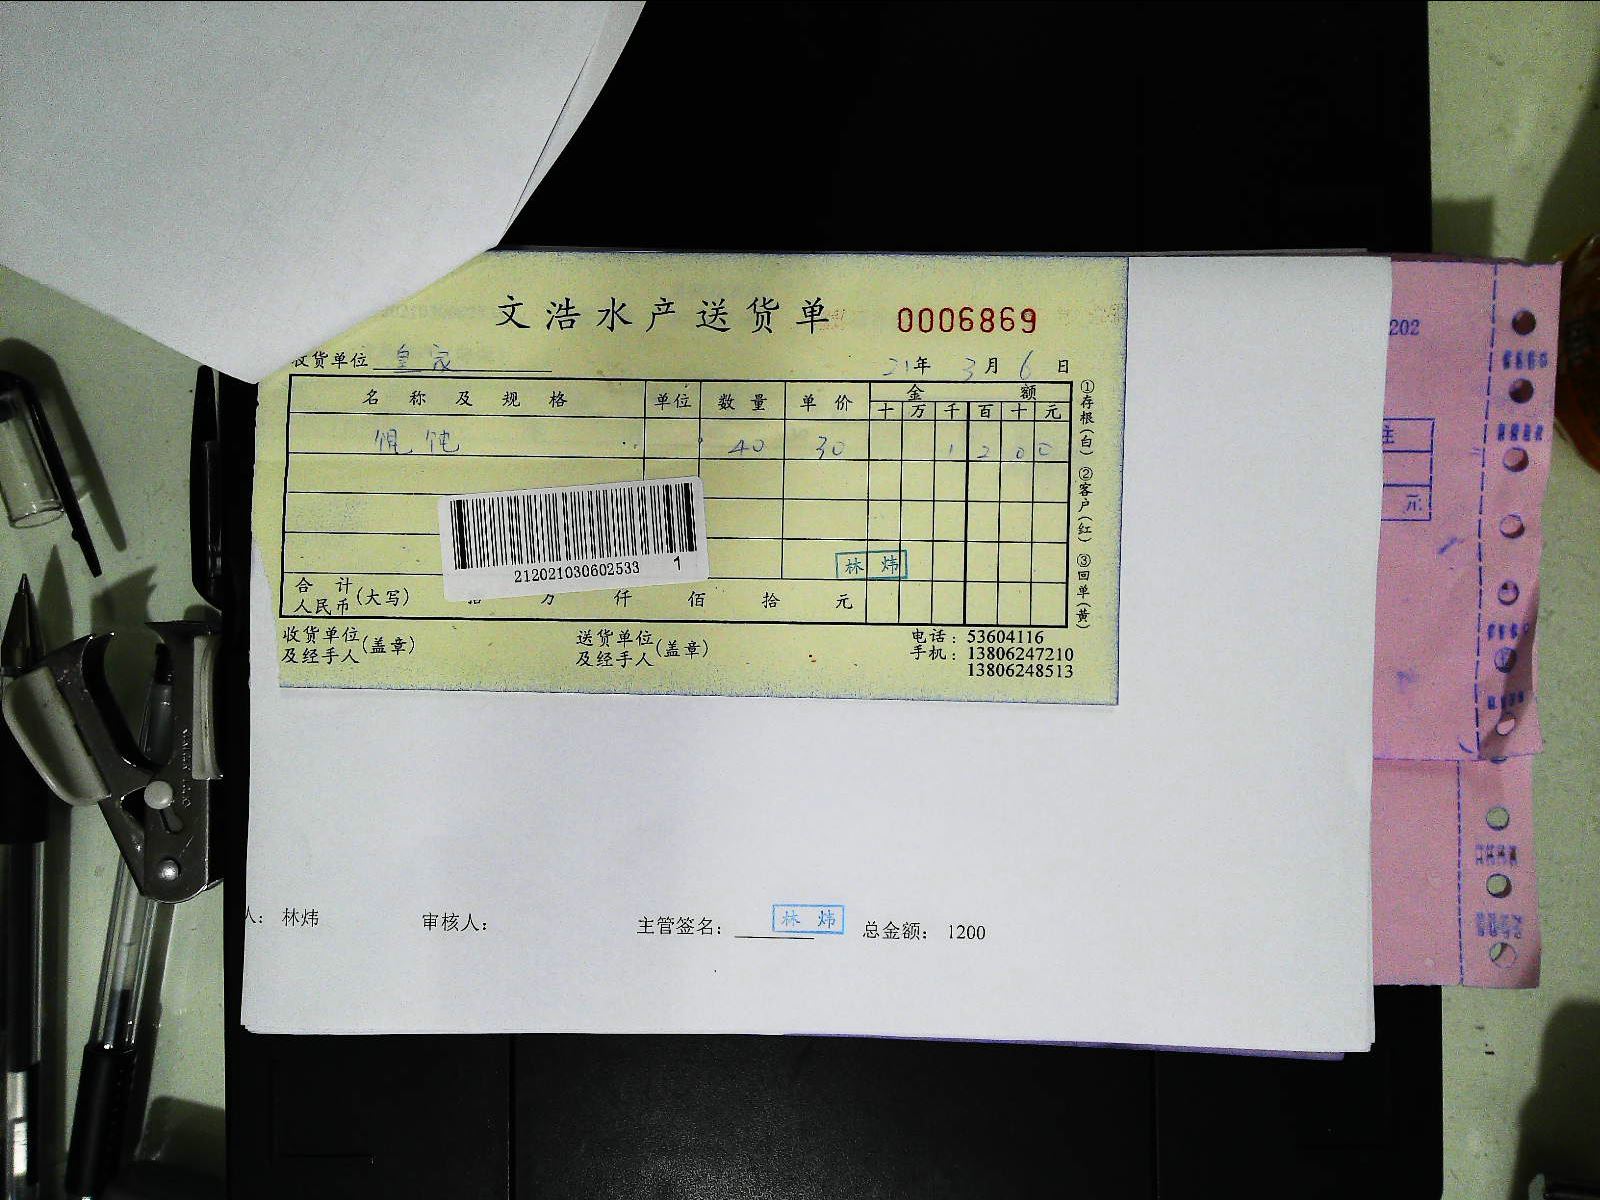 文浩水产送货单 0006869
收货单位 皇家 21年 3月 6日
名称及规格 单位 数量 单价 金额
十 万 千 百 十 元
馄饨 40 30 1 2 0 0
①存根(白) ②客户(红) ③回单(黄)
212021030602533 1
林炜
合计
人民币(大写) 拾 万 仟 佰 拾 元
收货单位
及经手人(盖章)
送货单位
及经手人(盖章)
电话：53604116
手机：13806247210
13806248513
人：林炜 审核人： 主管签名： 林炜 总金额：1200
202
注
元